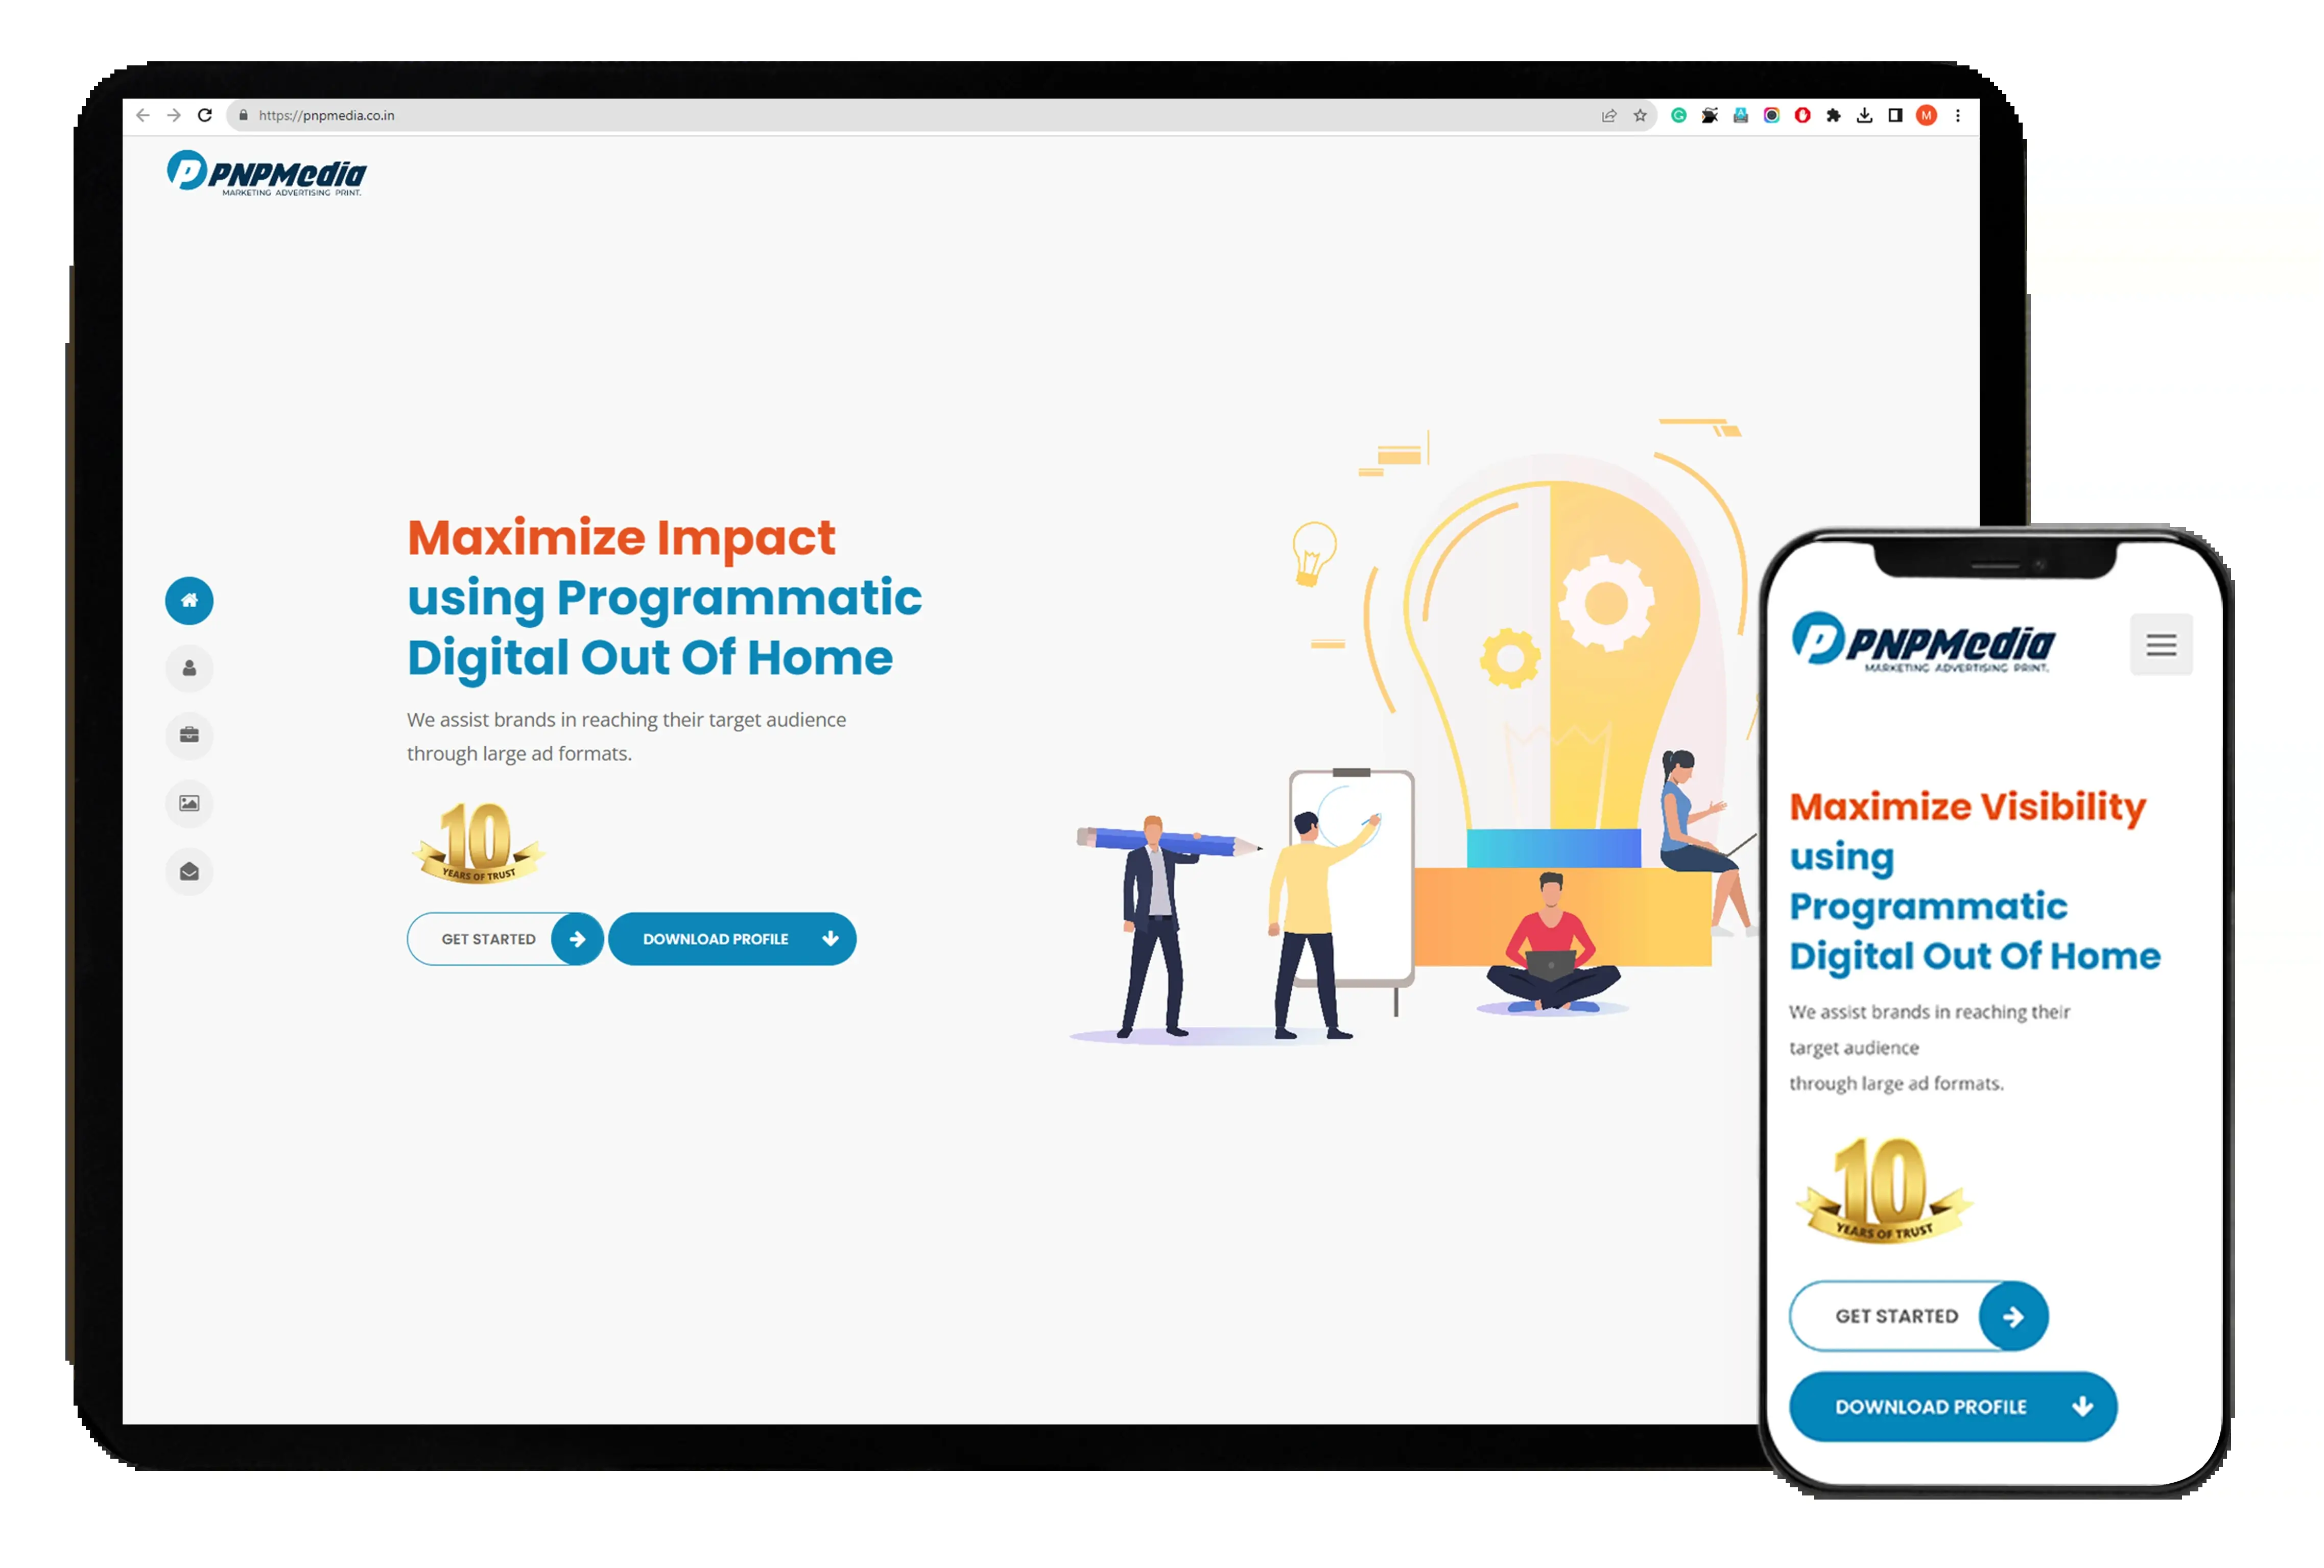 https://pnpmedia.co.in
M
PNPMedia
MARKETING ADVERTISING PRINT.
Maximize Impact
using Programmatic
Digital Out Of Home
We assist brands in reaching their target audience
through large ad formats.
10
YEARS OF TRUST
GET STARTED
DOWNLOAD PROFILE
PNPMedia
MARKETING ADVERTISING PRINT.
Maximize Visibility
using
Programmatic
Digital Out Of Home
We assist brands in reaching their
target audience
through large ad formats.
10
YEARS OF TRUST
GET STARTED
DOWNLOAD PROFILE